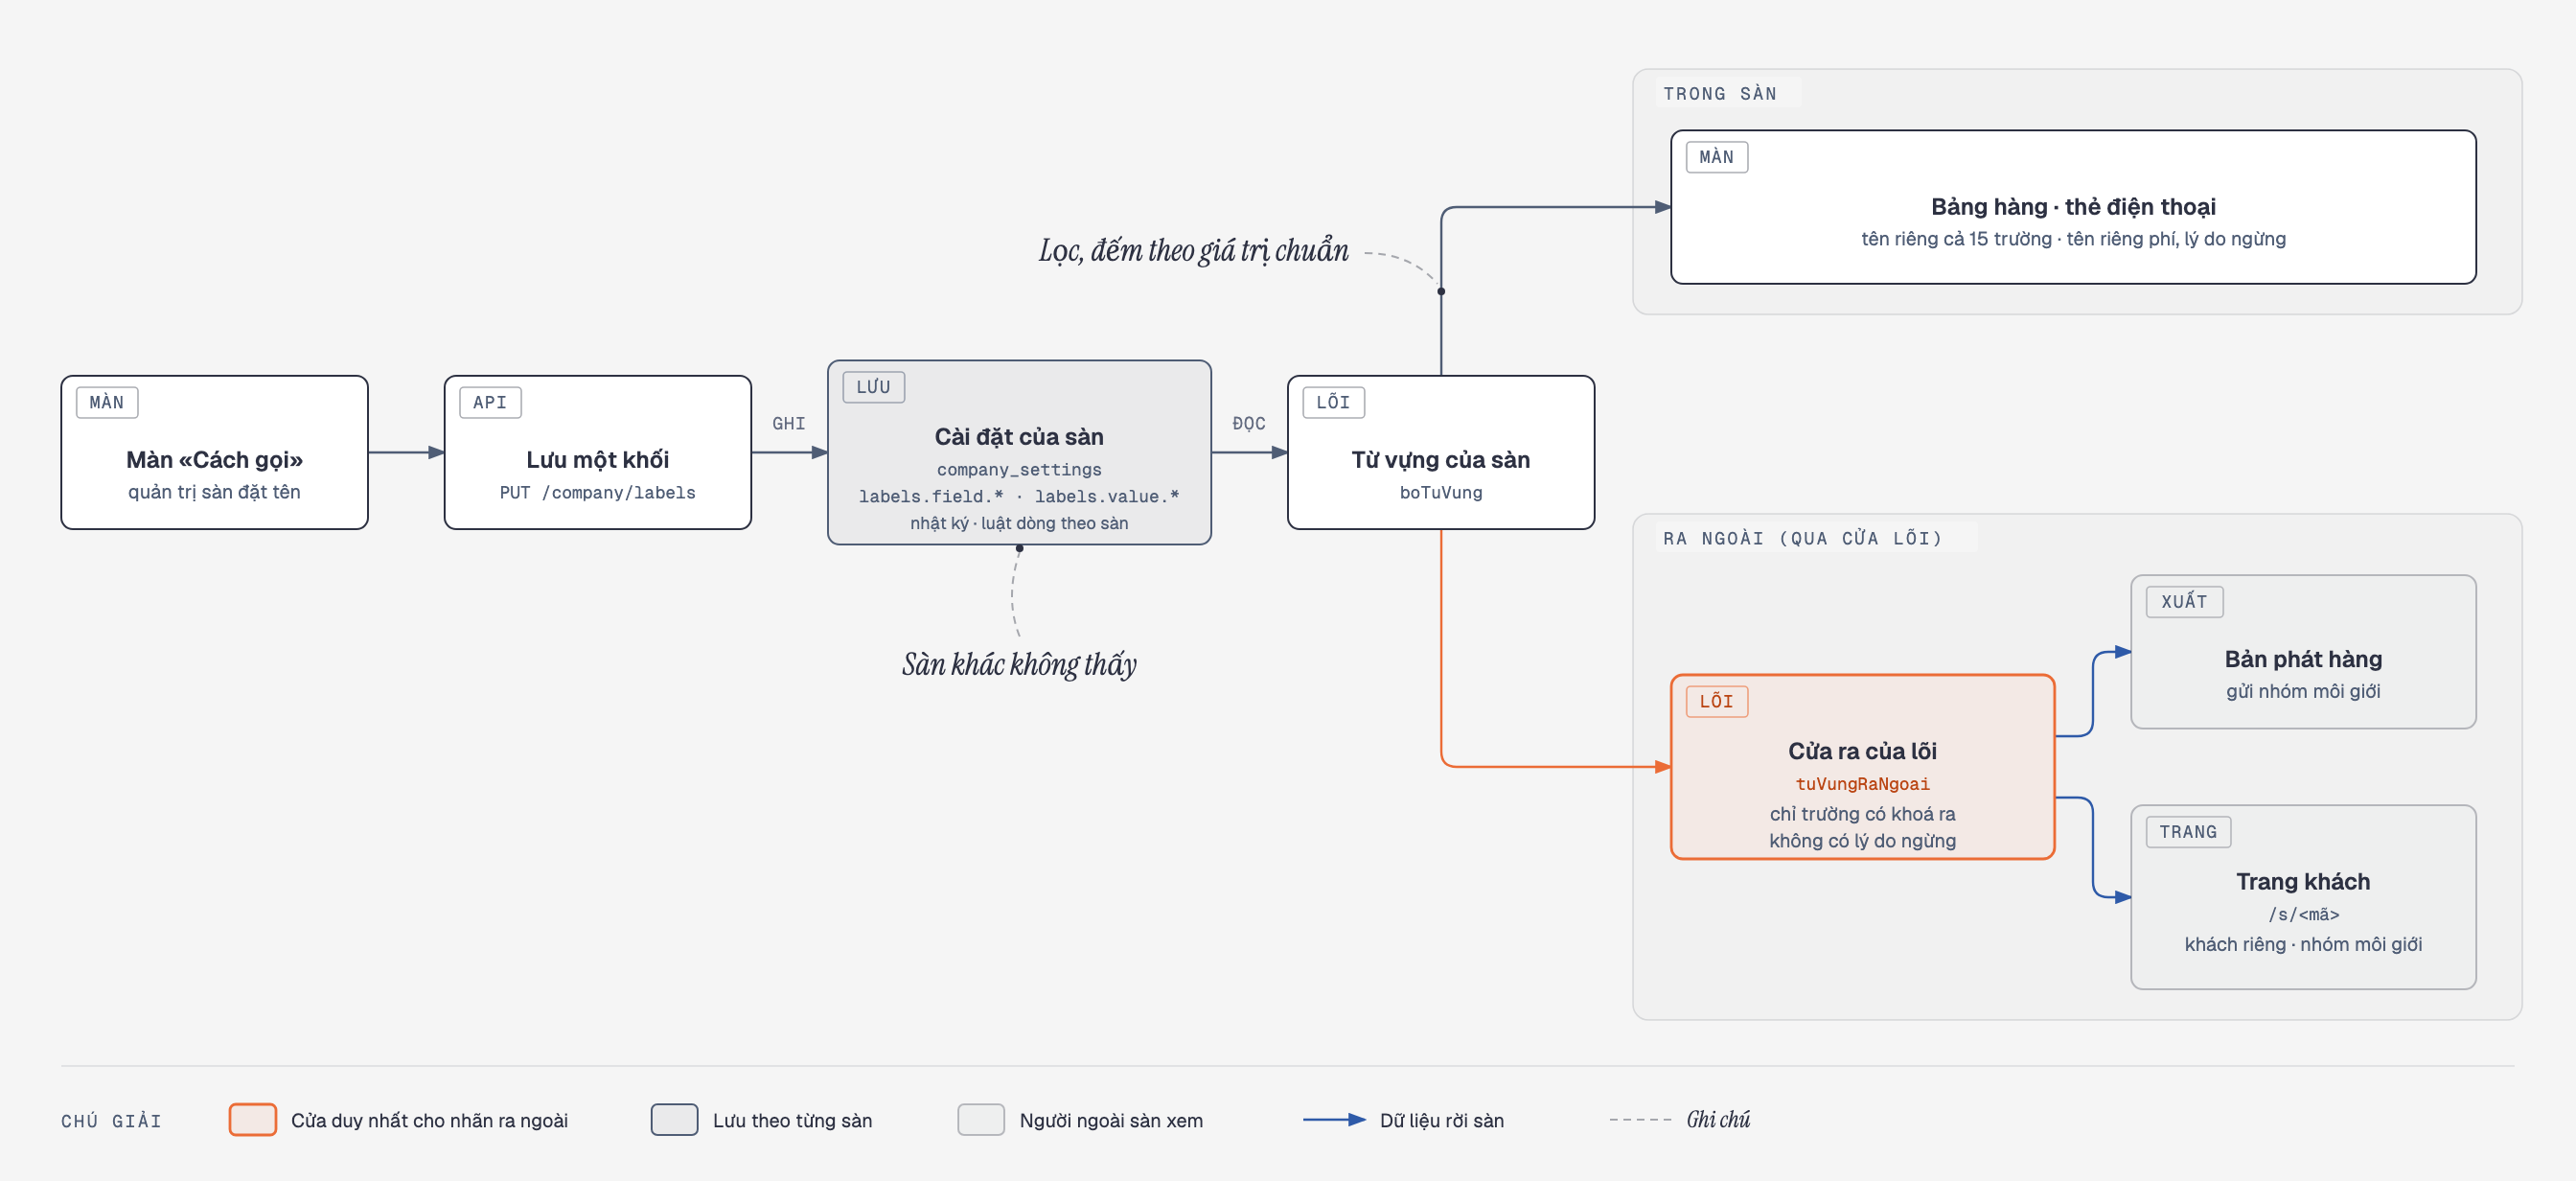 TRONG SÀN
MÀN
Bảng hàng · thẻ điện thoại
tên riêng cả 15 trường · tên riêng phí, lý do ngừng
Lọc, đếm theo giá trị chuẩn
MÀN
Màn «Cách gọi»
quản trị sàn đặt tên
API
Lưu một khối
PUT /company/labels
GHI
LƯU
Cài đặt của sàn
company_settings
labels.field.* · labels.value.*
nhật ký · luật dòng theo sàn
ĐỌC
LÕI
Từ vựng của sàn
boTuVung
Sàn khác không thấy
RA NGOÀI (QUA CỬA LÕI)
LÕI
Cửa ra của lõi
tuVungRaNgoai
chỉ trường có khoá ra
không có lý do ngừng
XUẤT
Bản phát hàng
gửi nhóm môi giới
TRANG
Trang khách
/s/<mã>
khách riêng · nhóm môi giới
CHÚ GIẢI
Cửa duy nhất cho nhãn ra ngoài
Lưu theo từng sàn
Người ngoài sàn xem
Dữ liệu rời sàn
Ghi chú